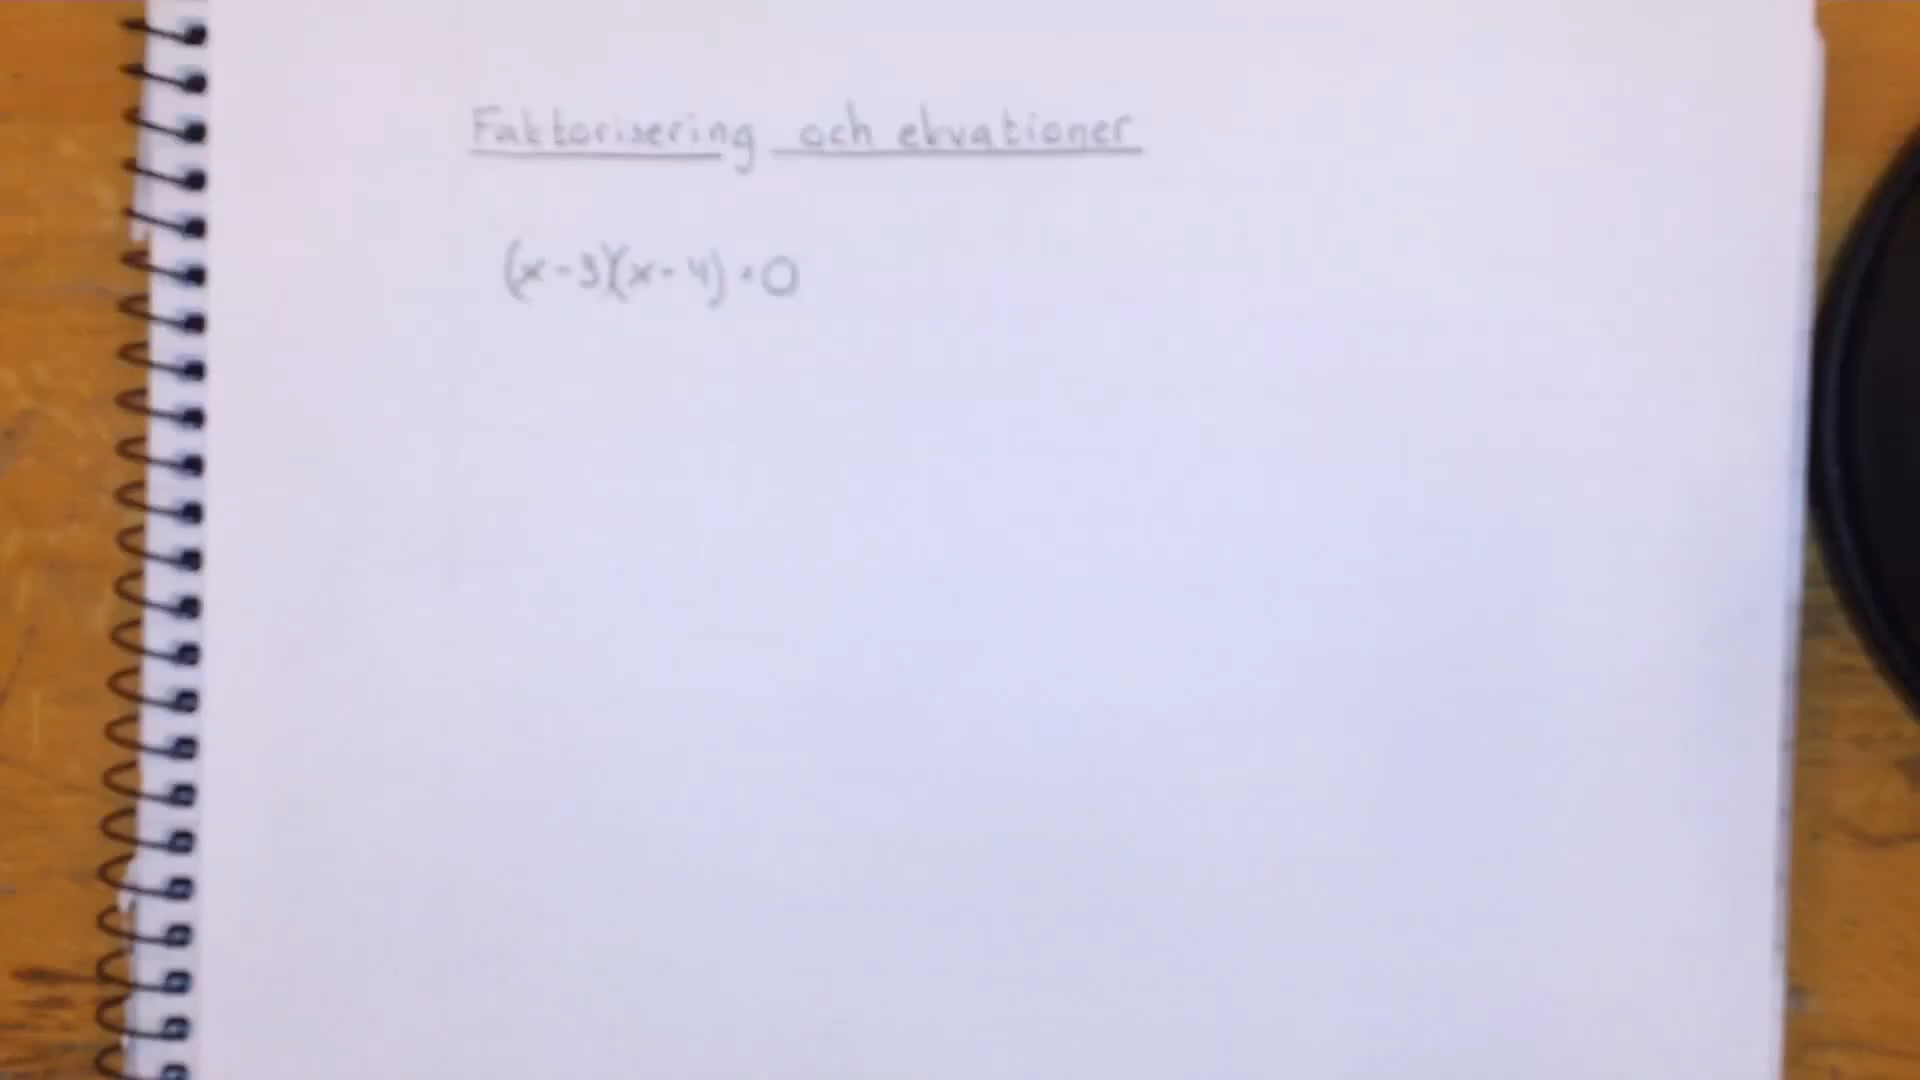 Faktorisering och ekvationer
(x-3)(x-4)=0